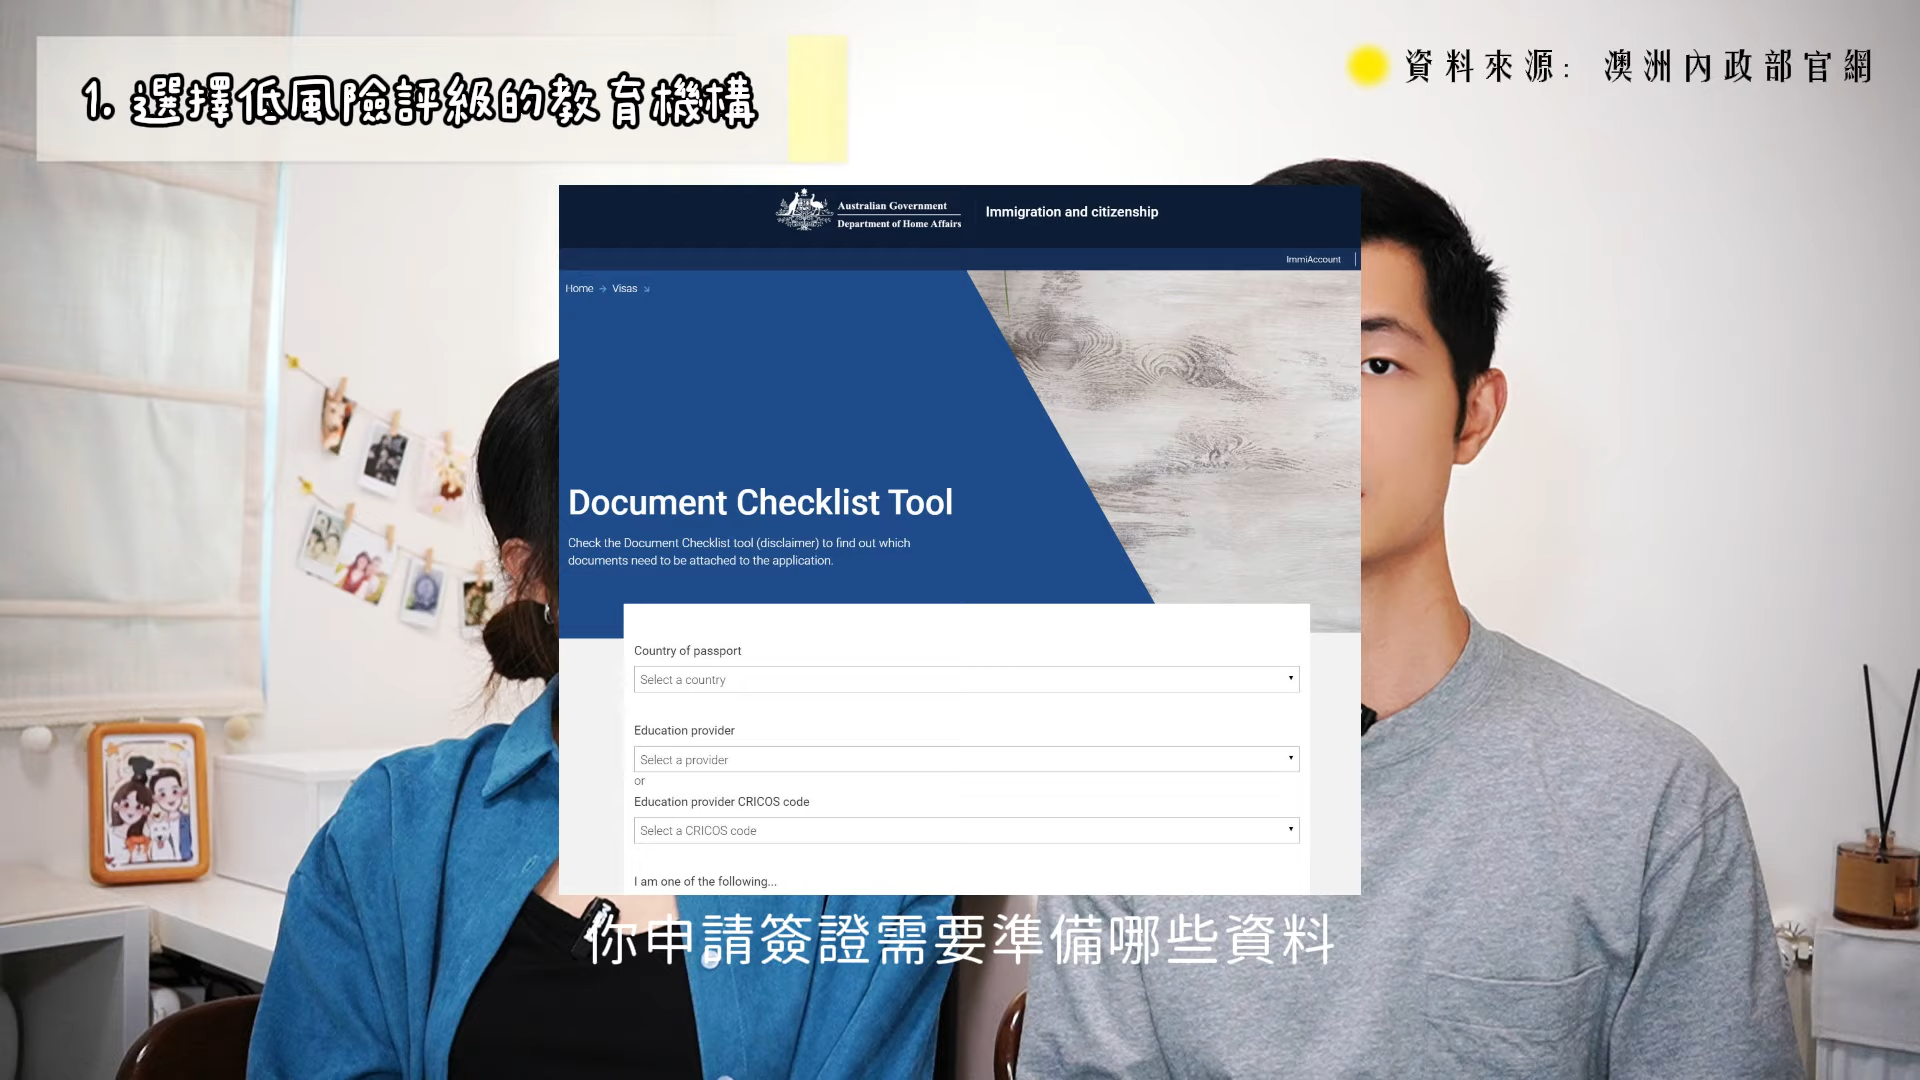 1. 選擇低風險評級的教育機構
資料來源: 澳洲內政部官網
Australian Government
Department of Home Affairs
Immigration and citizenship
ImmiAccount
Home → Visas
Document Checklist Tool
Check the Document Checklist tool (disclaimer) to find out which
documents need to be attached to the application.
Country of passport
Select a country
Education provider
Select a provider
or
Education provider CRICOS code
Select a CRICOS code
I am one of the following...
你申請簽證需要準備哪些資料